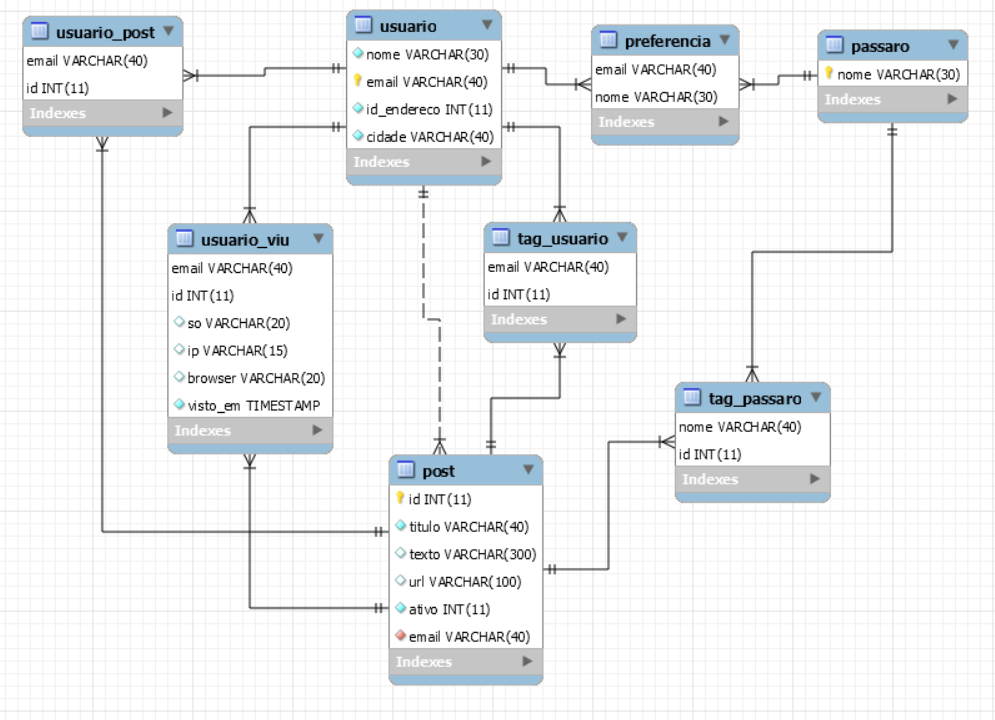 usuario_post
email VARCHAR(40)
id INT(11)
Indexes
usuario
nome VARCHAR(30)
email VARCHAR(40)
id_endereco INT(11)
cidade VARCHAR(40)
Indexes
preferencia
email VARCHAR(40)
nome VARCHAR(30)
Indexes
passaro
nome VARCHAR(30)
Indexes
usuario_viu
email VARCHAR(40)
id INT(11)
so VARCHAR(20)
ip VARCHAR(15)
browser VARCHAR(20)
visto_em TIMESTAMP
Indexes
tag_usuario
email VARCHAR(40)
id INT(11)
Indexes
tag_passaro
nome VARCHAR(40)
id INT(11)
Indexes
post
id INT(11)
titulo VARCHAR(40)
texto VARCHAR(300)
url VARCHAR(100)
ativo INT(11)
email VARCHAR(40)
Indexes